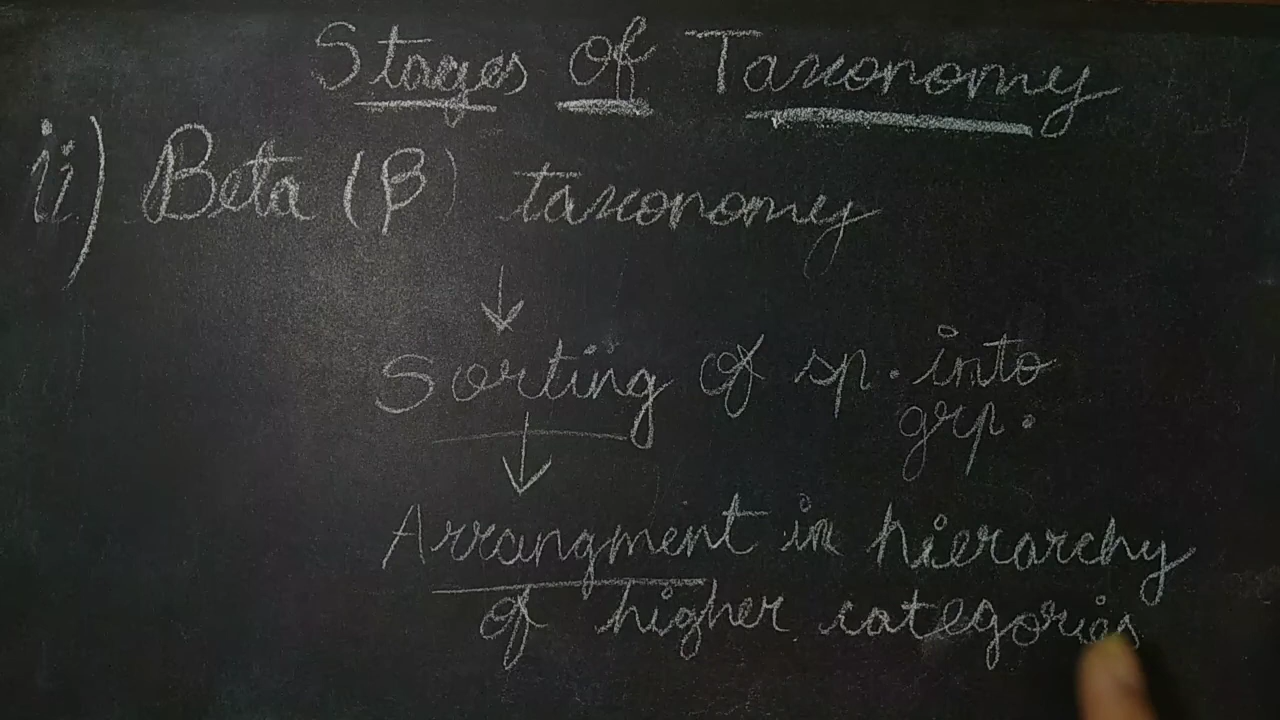 Stages of Taxonomy
ii) Beta (β) taxonomy
↓
Sorting of sp. into
grp.
↓
Arrangment in hierarchy
of higher categories